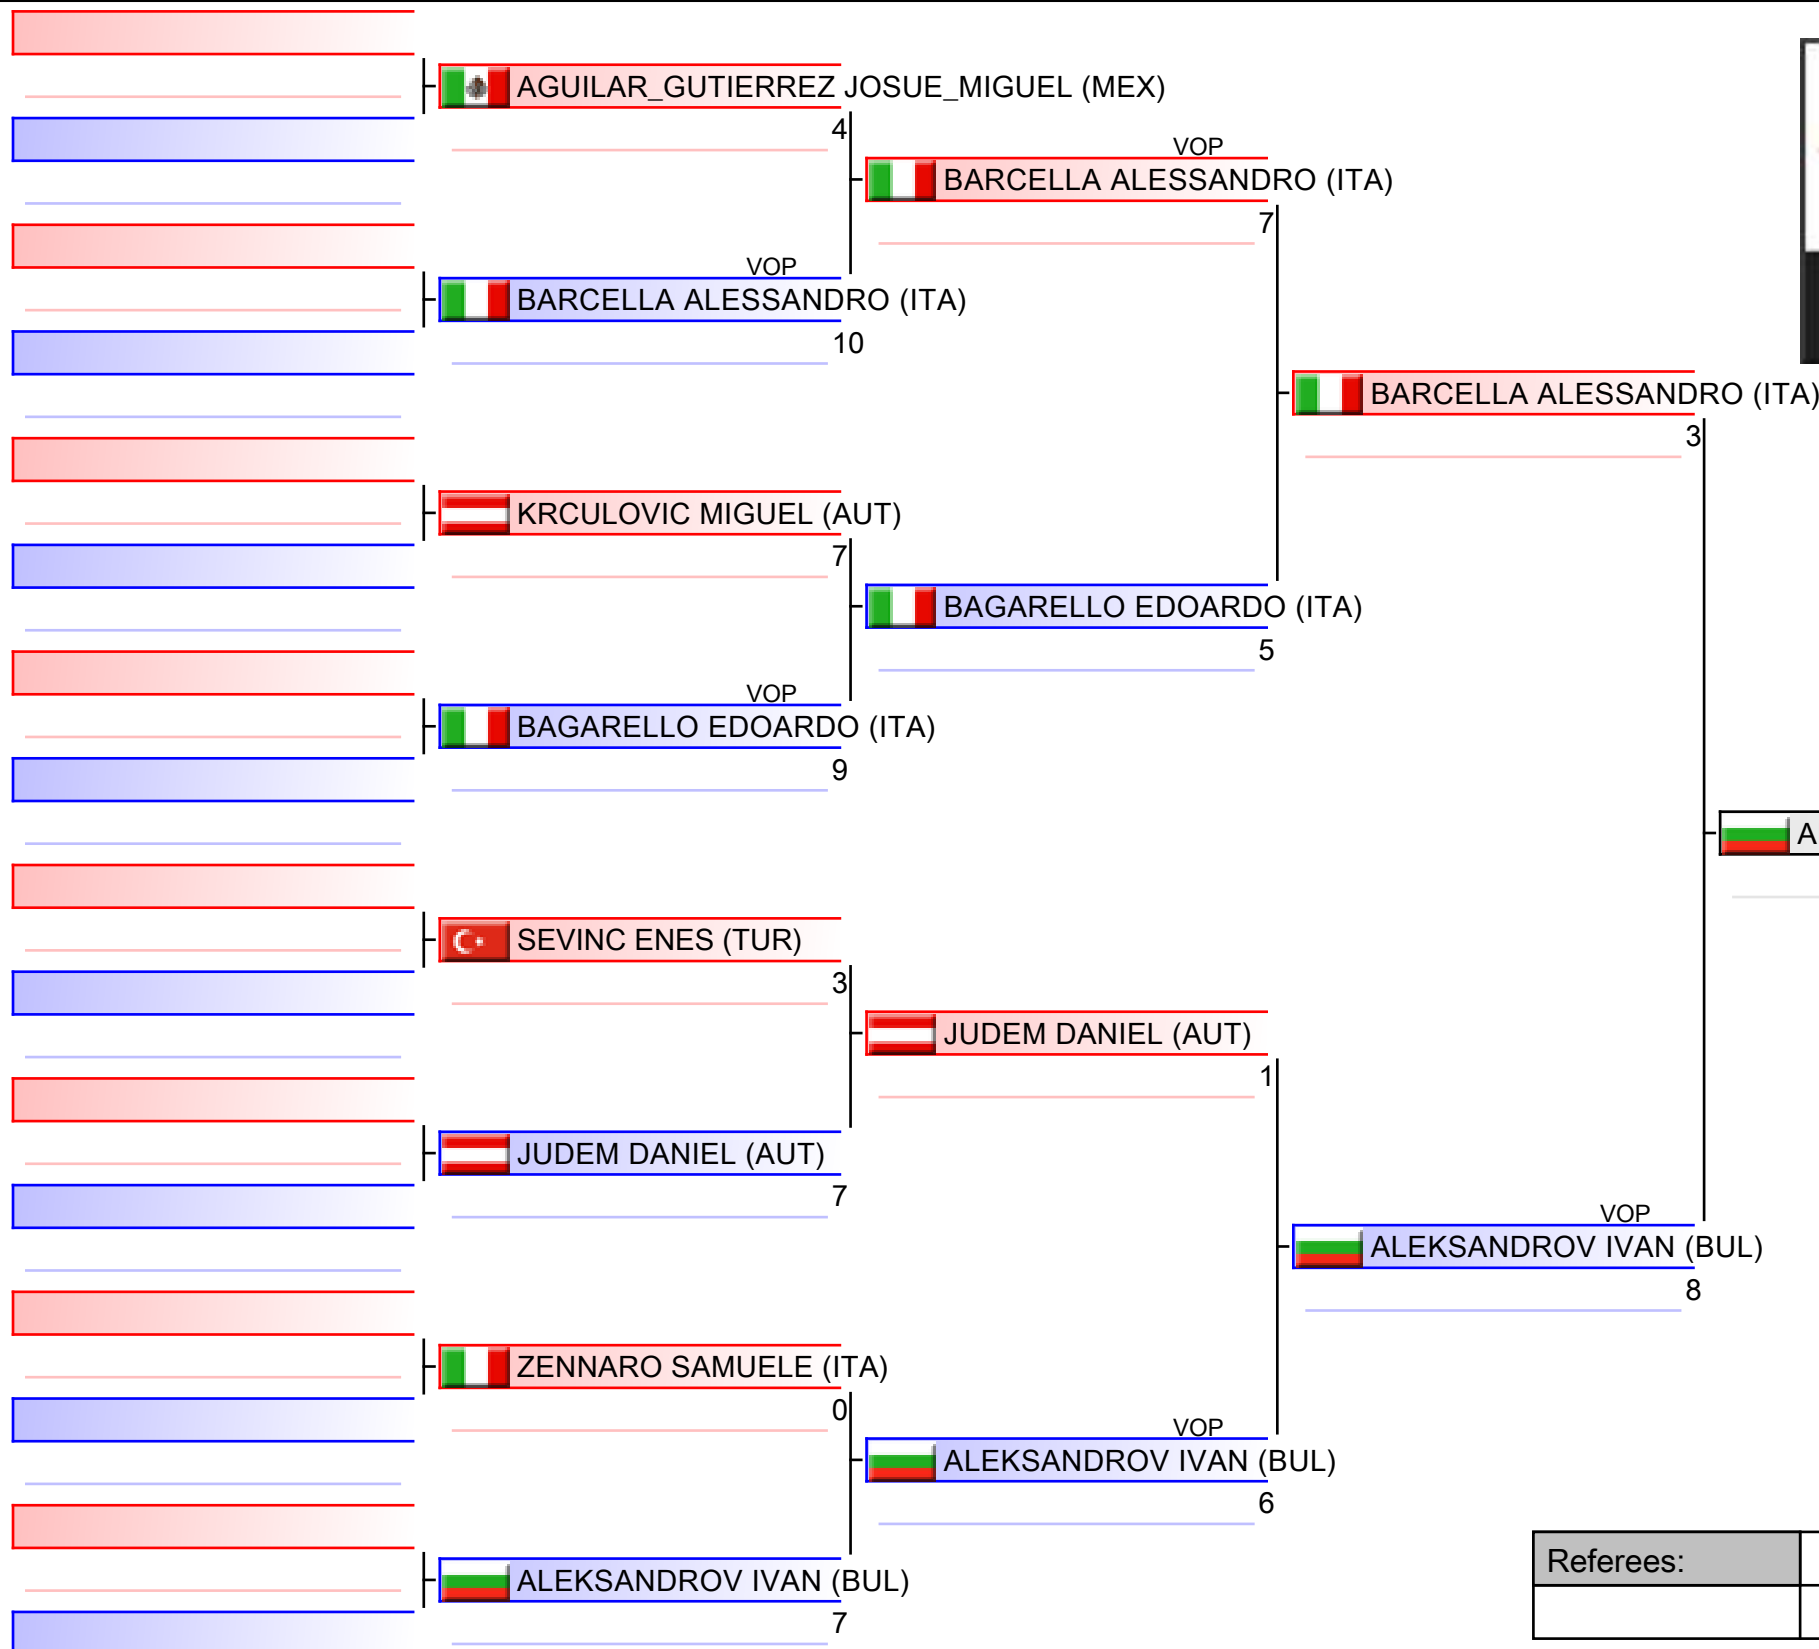 AGUILAR_GUTIERREZ JOSUE_MIGUEL (MEX)
4
VOP
BARCELLA ALESSANDRO (ITA)
7
VOP
BARCELLA ALESSANDRO (ITA)
10
BARCELLA ALESSANDRO (ITA)
3
KRCULOVIC MIGUEL (AUT)
7
BAGARELLO EDOARDO (ITA)
5
VOP
BAGARELLO EDOARDO (ITA)
9
A
SEVINC ENES (TUR)
3
JUDEM DANIEL (AUT)
1
JUDEM DANIEL (AUT)
7
VOP
ALEKSANDROV IVAN (BUL)
8
ZENNARO SAMUELE (ITA)
0
VOP
ALEKSANDROV IVAN (BUL)
6
Referees:
ALEKSANDROV IVAN (BUL)
7